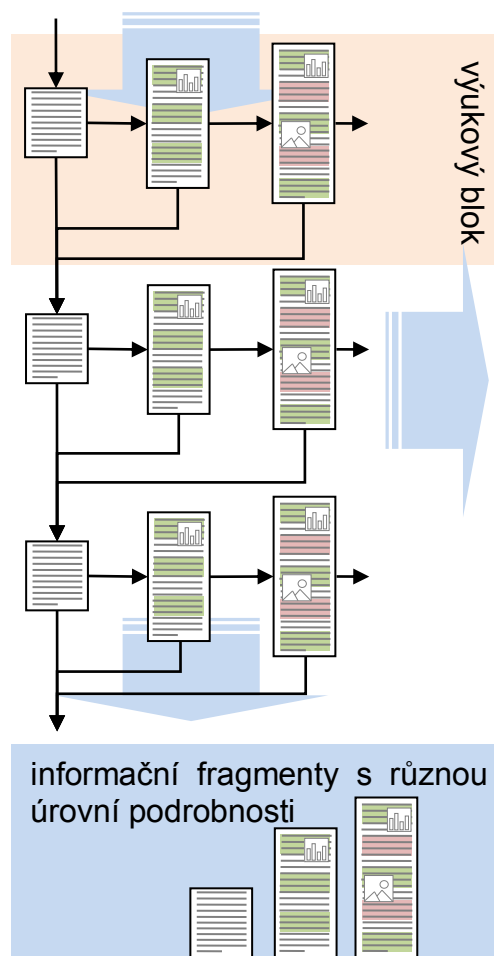 výukový blok
informační fragmenty s různou
úrovní podrobnosti